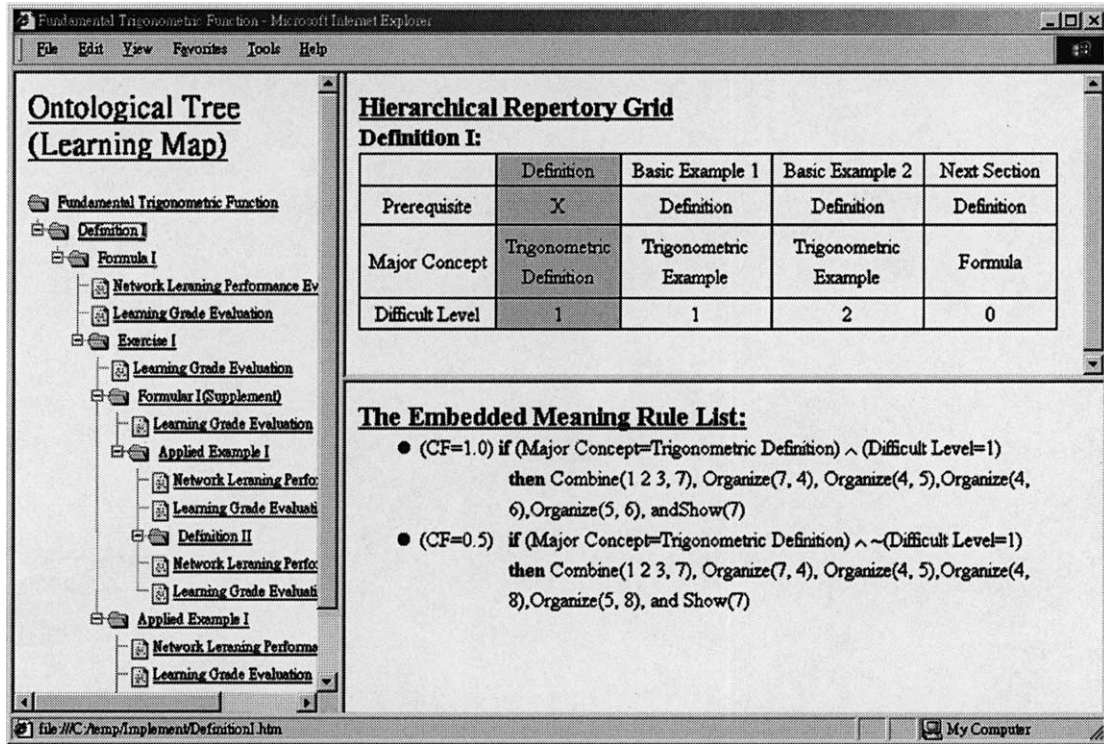 Fundamental Trigonometric Function - Microsoft Internet Explorer
File Edit View Favorites Tools Help
Ontological Tree
(Learning Map)
Fundamental Trigonometric Function
Definition I
Formula I
Network Leraning Performance Ev
Learning Grade Evaluation
Exercise I
Learning Grade Evaluation
Formular I(Supplement)
Learning Grade Evaluation
Applied Example I
Network Leraning Perfo
Learning Grade Evaluati
Definition II
Network Leraning Perfo
Learning Grade Evaluati
Applied Example I
Network Leraning Performa
Learning Grade Evaluation
Hierarchical Repertory Grid
Definition I:
Definition Basic Example 1 Basic Example 2 Next Section
Prerequisite X Definition Definition Definition
Major Concept Trigonometric Definition Trigonometric Example Trigonometric Example Formula
Difficult Level 1 1 2 0
The Embedded Meaning Rule List:
● (CF=1.0) if (Major Concept=Trigonometric Definition) ∧ (Difficult Level=1)
then Combine(1 2 3, 7), Organize(7, 4), Organize(4, 5),Organize(4,
6),Organize(5, 6), andShow(7)
● (CF=0.5) if (Major Concept=Trigonometric Definition) ∧ ~(Difficult Level=1)
then Combine(1 2 3, 7), Organize(7, 4), Organize(4, 5),Organize(4,
8),Organize(5, 8), and Show(7)
file:///C:/temp/Implement/DefinitionI.htm
My Computer